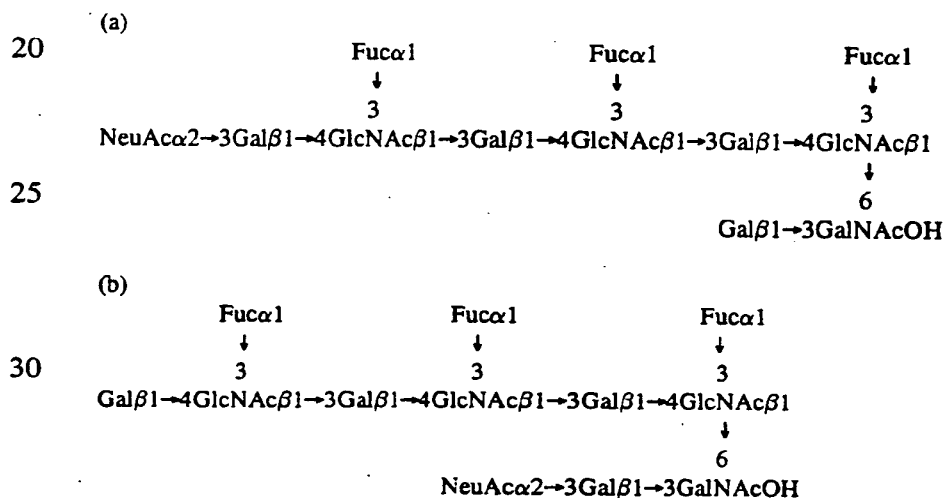 (a)
20 Fucα1 Fucα1 Fucα1
↓ ↓ ↓
3 3 3
NeuAcα2→3Galβ1→4GlcNAcβ1→3Galβ1→4GlcNAcβ1→3Galβ1→4GlcNAcβ1
↓
25 6
Galβ1→3GalNAcOH
(b)
Fucα1 Fucα1 Fucα1
↓ ↓ ↓
30 3 3 3
Galβ1→4GlcNAcβ1→3Galβ1→4GlcNAcβ1→3Galβ1→4GlcNAcβ1
↓
6
NeuAcα2→3Galβ1→3GalNAcOH